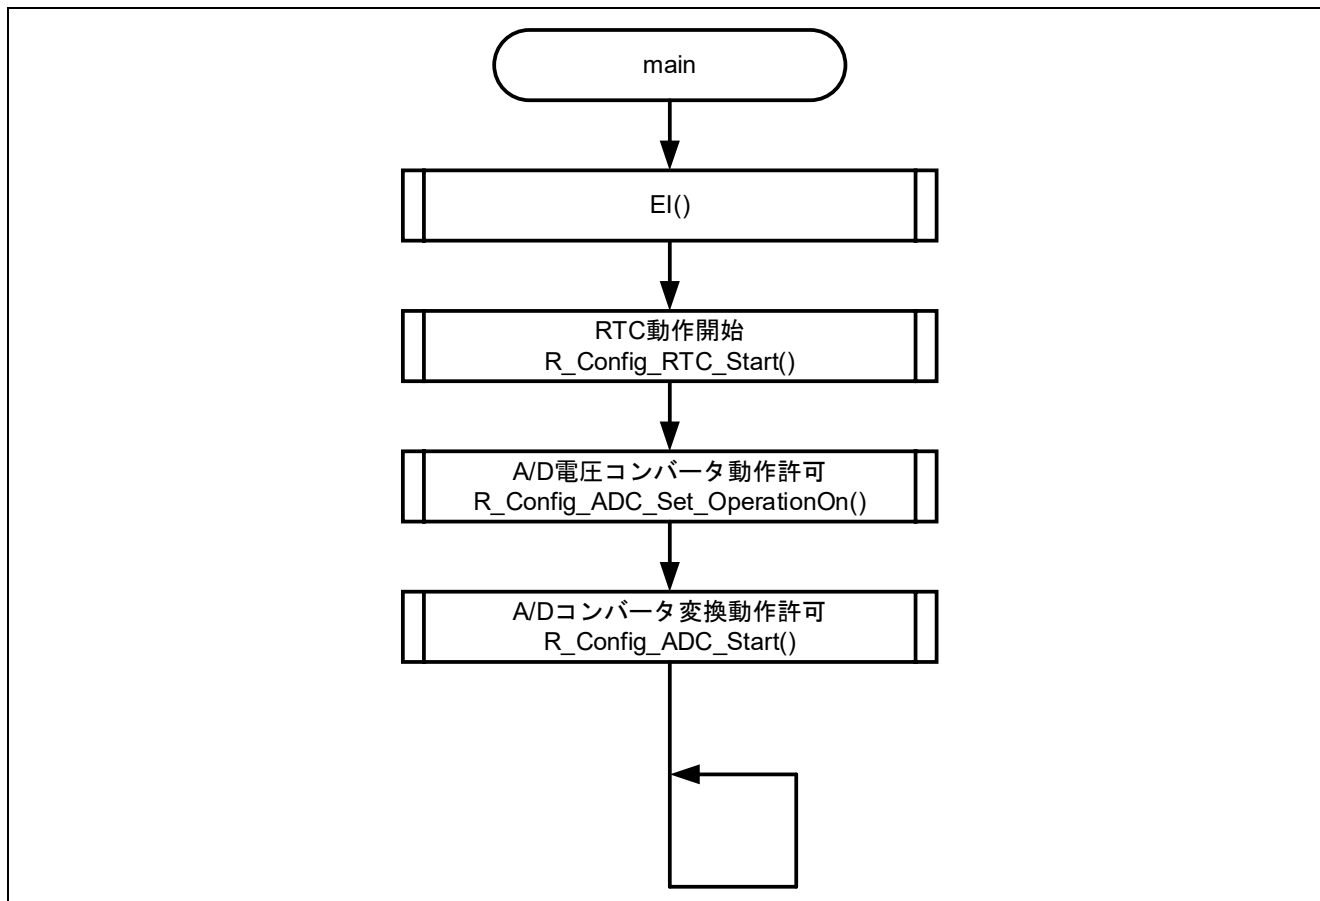 main
EI()
RTC動作開始
R_Config_RTC_Start()
A/D電圧コンバータ動作許可
R_Config_ADC_Set_OperationOn()
A/Dコンバータ変換動作許可
R_Config_ADC_Start()